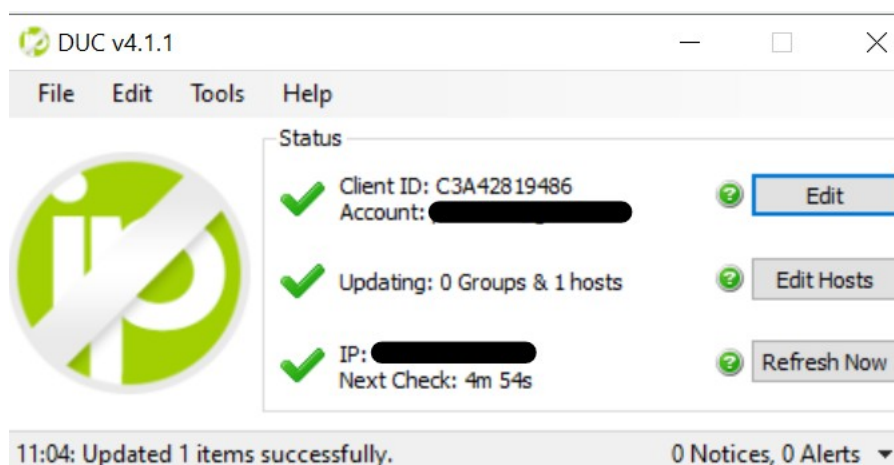 DUC v4.1.1
File Edit Tools Help
Status
Client ID: C3A42819486
Account:
Edit
Updating: 0 Groups & 1 hosts
Edit Hosts
IP:
Next Check: 4m 54s
Refresh Now
11:04: Updated 1 items successfully.
0 Notices, 0 Alerts